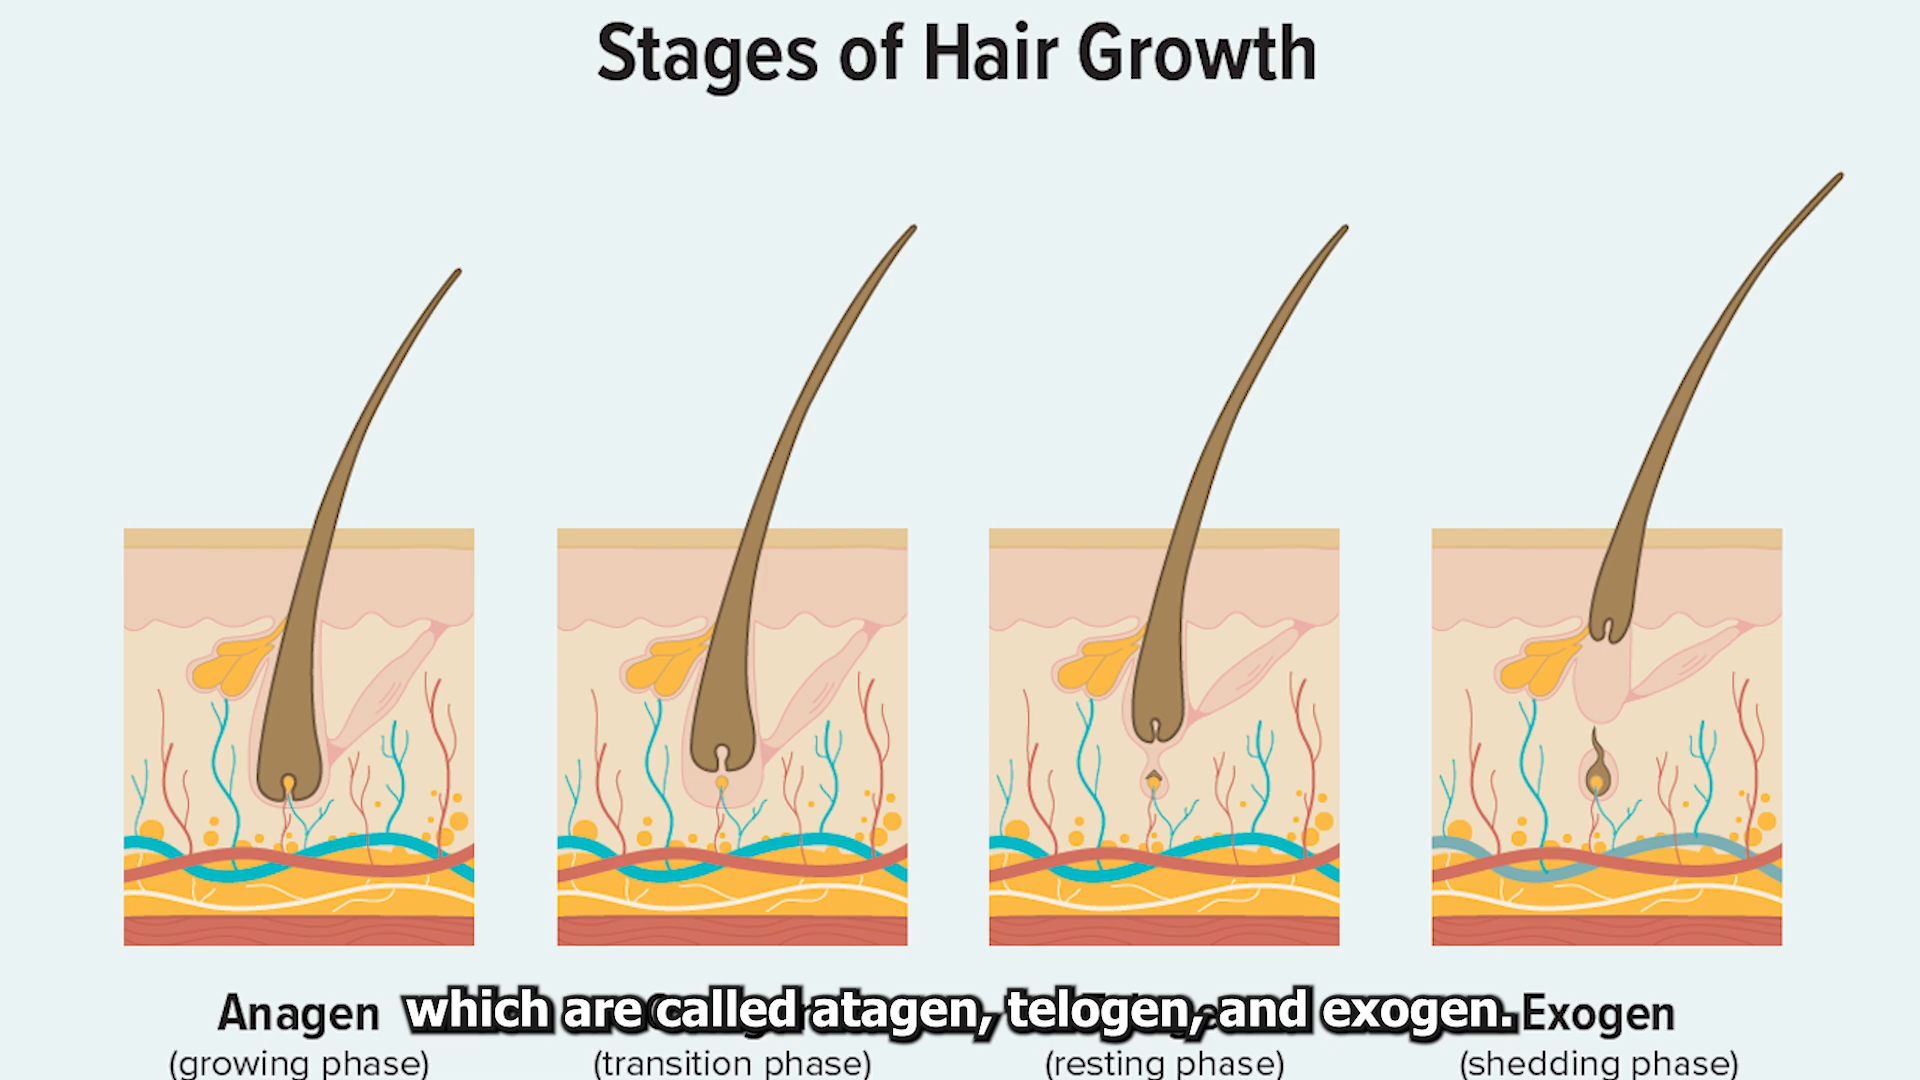 Stages of Hair Growth
Anagen
which are called atagen, telogen, and exogen.
Exogen
(growing phase)
(transition phase)
(resting phase)
(shedding phase)